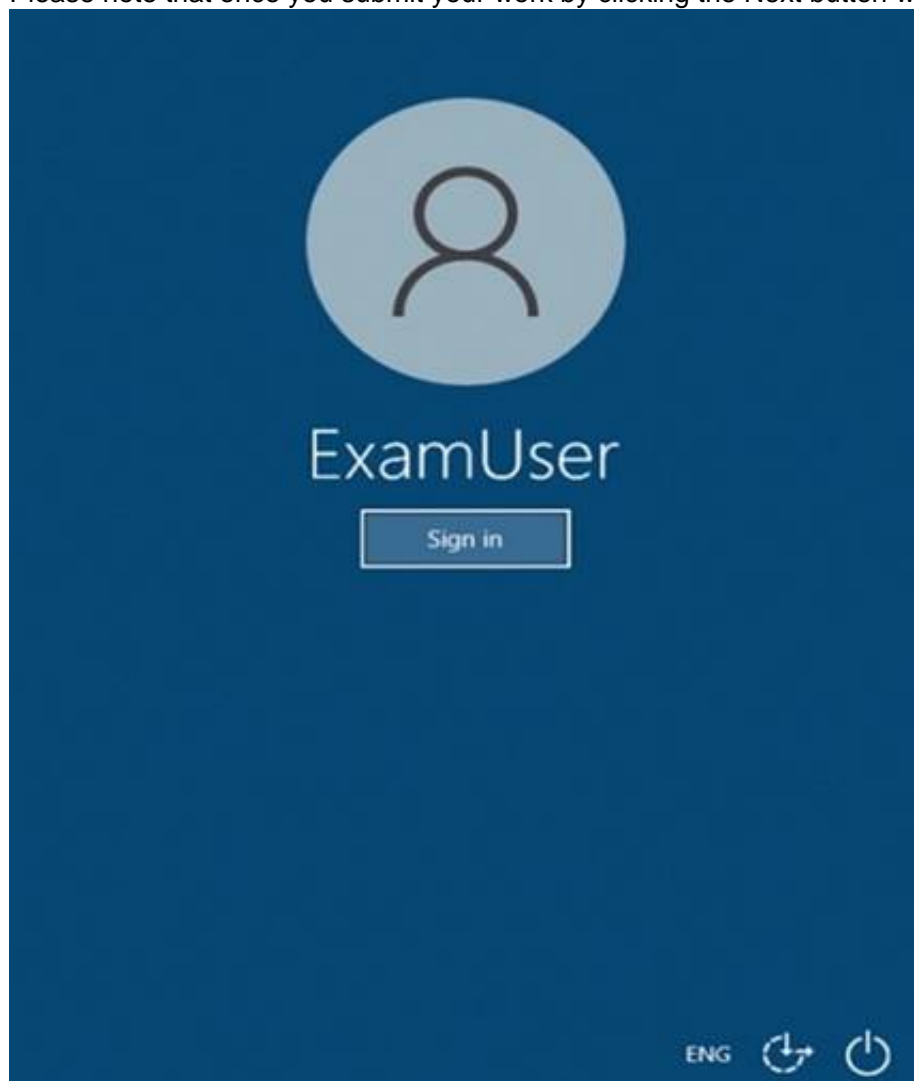 Please note that once you submit your work by clicking the Next button w
ExamUser
Sign in
ENG